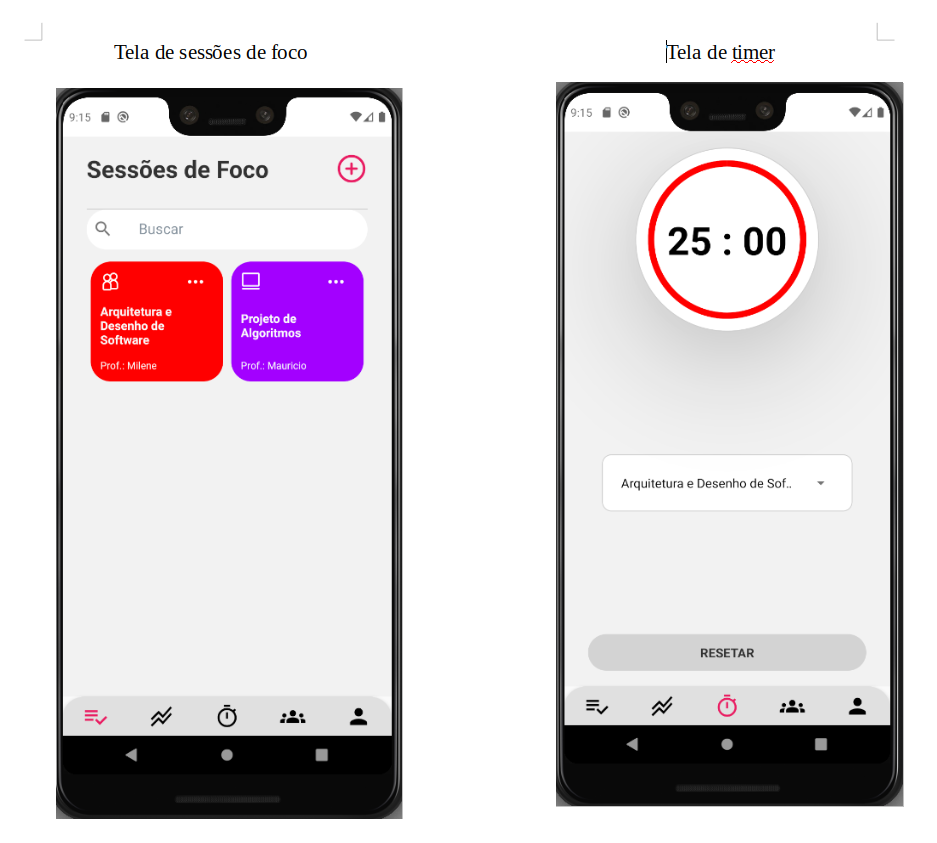 Tela de sessões de foco
9:15
Sessões de Foco
Buscar
Arquitetura e
Desenho de
Software
Prof.: Milene
Projeto de
Algoritmos
Prof.: Mauricio
Tela de timer
9:15
25 : 00
Arquitetura e Desenho de Sof..
RESETAR